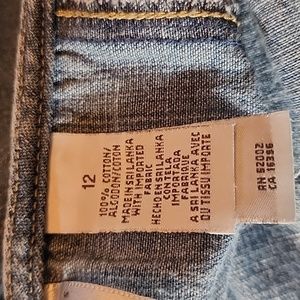 12
100% COTTON/
ALGODON/COTON
MADE IN SRI LANKA
WITH IMPORTED
FABRIC
HECHO EN SRI LANKA
CON TELA
IMPORTADA
FABRIQUE
A SRI LANKA AVEC
DU TISSU IMPORTE
RN 52002
CA 16396